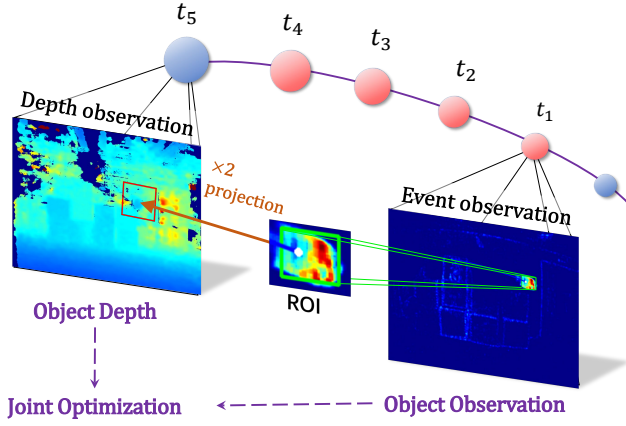 t5
t4
t3
t2
t1
Depth observation
×2
projection
Event observation
ROI
Object Depth
Joint Optimization
Object Observation